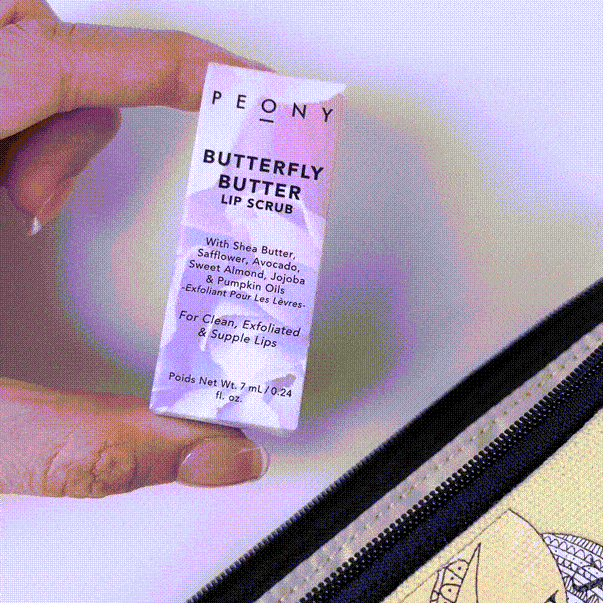 PEONY
BUTTERFLY
BUTTER
LIP SCRUB
With Shea Butter,
Safflower, Avocado,
Sweet Almond, Jojoba
& Pumpkin Oils
-Exfoliant Pour Les Lèvres-
For Clean, Exfoliated
& Supple Lips
Poids Net Wt. 7 mL / 0.24
fl. oz.